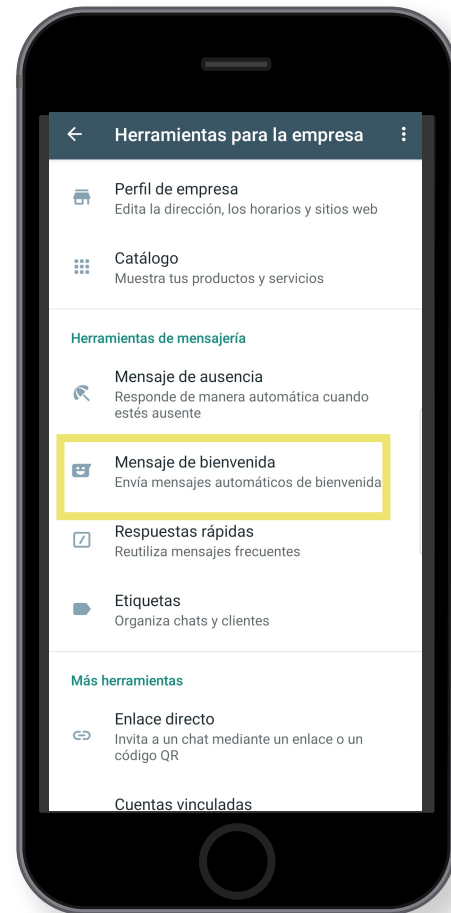 Herramientas para la empresa
Perfil de empresa
Edita la dirección, los horarios y sitios web
Catálogo
Muestra tus productos y servicios
Herramientas de mensajería
Mensaje de ausencia
Responde de manera automática cuando
estés ausente
Mensaje de bienvenida
Envía mensajes automáticos de bienvenida
Respuestas rápidas
Reutiliza mensajes frecuentes
Etiquetas
Organiza chats y clientes
Más herramientas
Enlace directo
Invita a un chat mediante un enlace o un
código QR
Cuentas vinculadas